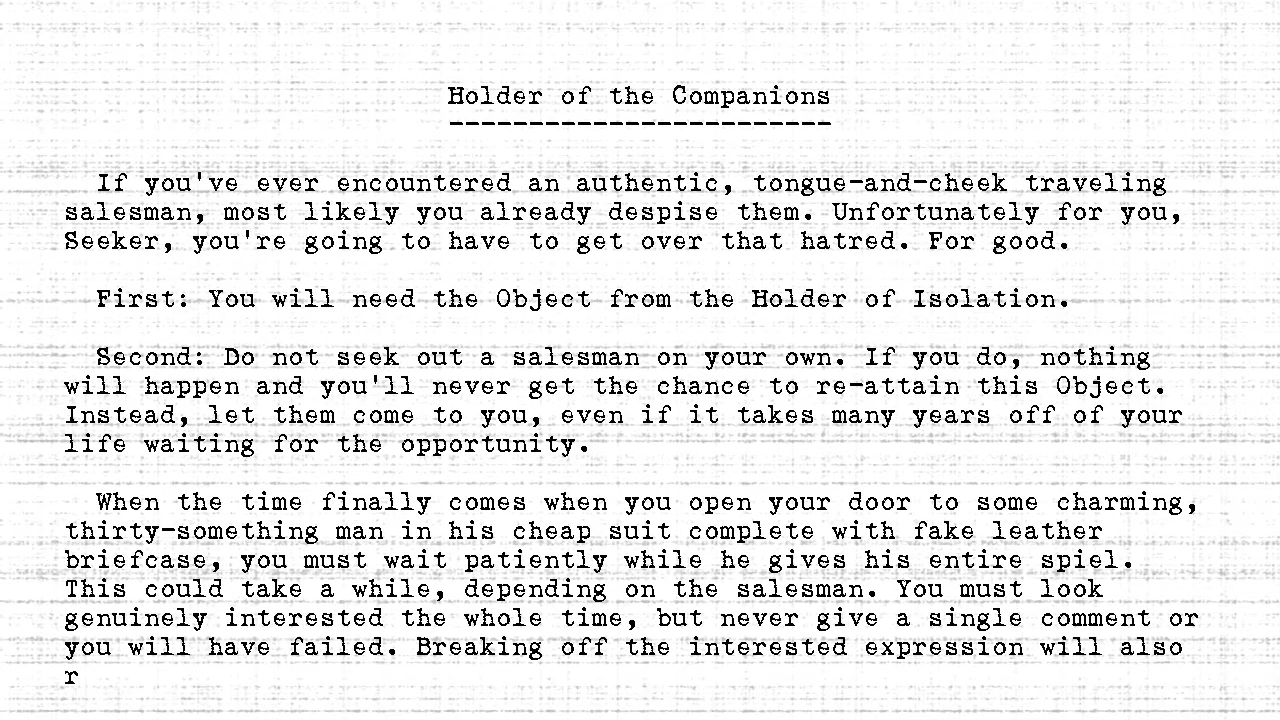 Holder of the Companions
------------------------
If you've ever encountered an authentic, tongue-and-cheek traveling
salesman, most likely you already despise them. Unfortunately for you,
Seeker, you're going to have to get over that hatred. For good.
First: You will need the Object from the Holder of Isolation.
Second: Do not seek out a salesman on your own. If you do, nothing
will happen and you'll never get the chance to re-attain this Object.
Instead, let them come to you, even if it takes many years off of your
life waiting for the opportunity.
When the time finally comes when you open your door to some charming,
thirty-something man in his cheap suit complete with fake leather
briefcase, you must wait patiently while he gives his entire spiel.
This could take a while, depending on the salesman. You must look
genuinely interested the whole time, but never give a single comment or
you will have failed. Breaking off the interested expression will also
r